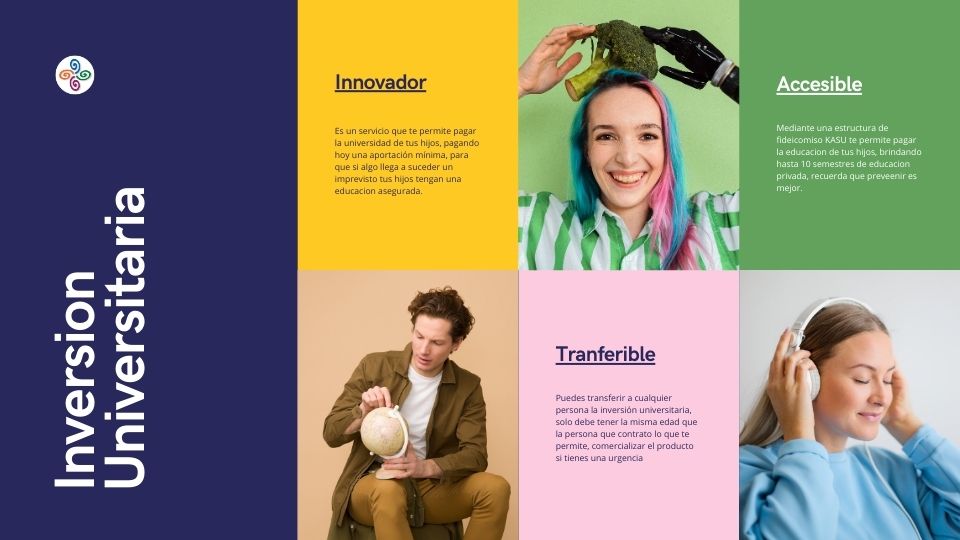 Inversion
Universitaria
Innovador
Es un servicio que te permite pagar
la universidad de tus hijos, pagando
hoy una aportación mínima, para
que si algo llega a suceder un
imprevisto tus hijos tengan una
educacion asegurada.
Accesible
Mediante una estructura de
fideicomiso KASU te permite pagar
la educacion de tus hijos, brindando
hasta 10 semestres de educacion
privada, recuerda que preveenir es
mejor.
Tranferible
Puedes transferir a cualquier
persona la inversión universitaria,
solo debe tener la misma edad que
la persona que contrato lo que te
permite, comercializar el producto
si tienes una urgencia